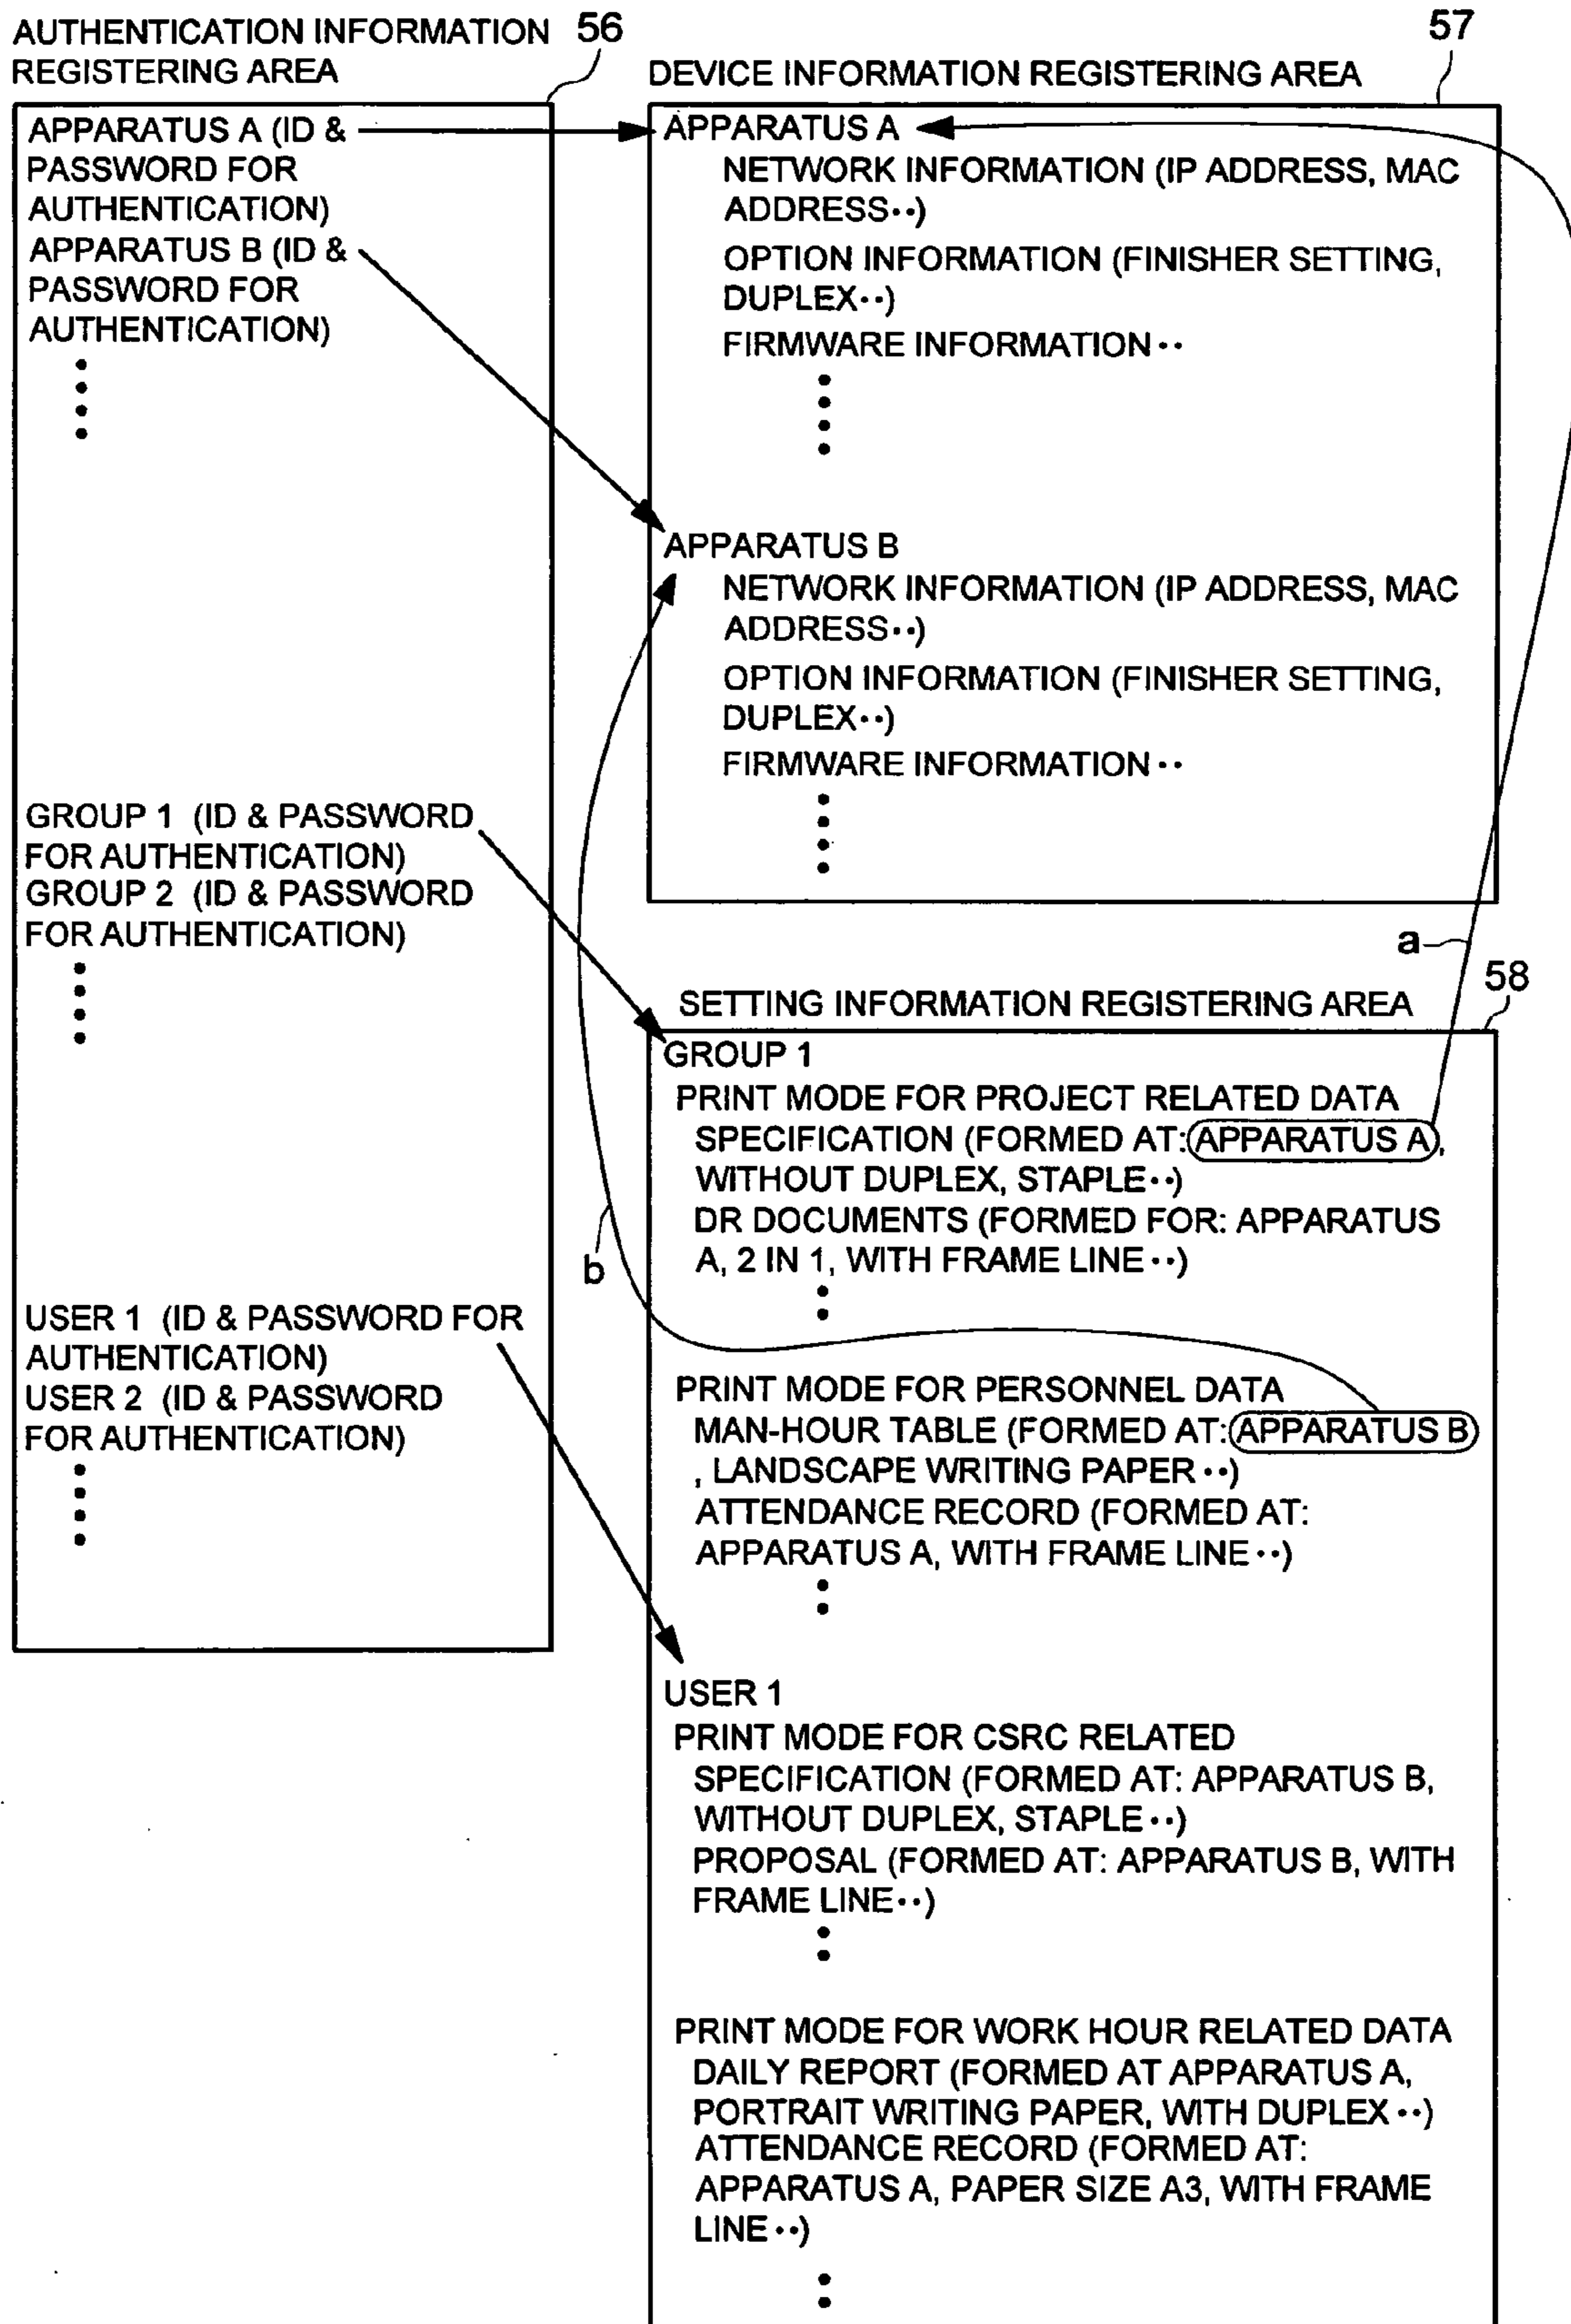 AUTHENTICATION INFORMATION
REGISTERING AREA
56
APPARATUS A (ID &
PASSWORD FOR
AUTHENTICATION)
APPARATUS B (ID &
PASSWORD FOR
AUTHENTICATION)
GROUP 1 (ID & PASSWORD
FOR AUTHENTICATION)
GROUP 2 (ID & PASSWORD
FOR AUTHENTICATION)
USER 1 (ID & PASSWORD FOR
AUTHENTICATION)
USER 2 (ID & PASSWORD
FOR AUTHENTICATION)
57
DEVICE INFORMATION REGISTERING AREA
APPARATUS A
NETWORK INFORMATION (IP ADDRESS, MAC
ADDRESS··)
OPTION INFORMATION (FINISHER SETTING,
DUPLEX··)
FIRMWARE INFORMATION··
APPARATUS B
NETWORK INFORMATION (IP ADDRESS, MAC
ADDRESS··)
OPTION INFORMATION (FINISHER SETTING,
DUPLEX··)
FIRMWARE INFORMATION··
a
b
58
SETTING INFORMATION REGISTERING AREA
GROUP 1
PRINT MODE FOR PROJECT RELATED DATA
SPECIFICATION (FORMED AT: APPARATUS A,
WITHOUT DUPLEX, STAPLE··)
DR DOCUMENTS (FORMED FOR: APPARATUS
A, 2 IN 1, WITH FRAME LINE··)
PRINT MODE FOR PERSONNEL DATA
MAN-HOUR TABLE (FORMED AT: APPARATUS B
, LANDSCAPE WRITING PAPER··)
ATTENDANCE RECORD (FORMED AT:
APPARATUS A, WITH FRAME LINE··)
USER 1
PRINT MODE FOR CSRC RELATED
SPECIFICATION (FORMED AT: APPARATUS B,
WITHOUT DUPLEX, STAPLE··)
PROPOSAL (FORMED AT: APPARATUS B, WITH
FRAME LINE··)
PRINT MODE FOR WORK HOUR RELATED DATA
DAILY REPORT (FORMED AT APPARATUS A,
PORTRAIT WRITING PAPER, WITH DUPLEX··)
ATTENDANCE RECORD (FORMED AT:
APPARATUS A, PAPER SIZE A3, WITH FRAME
LINE··)